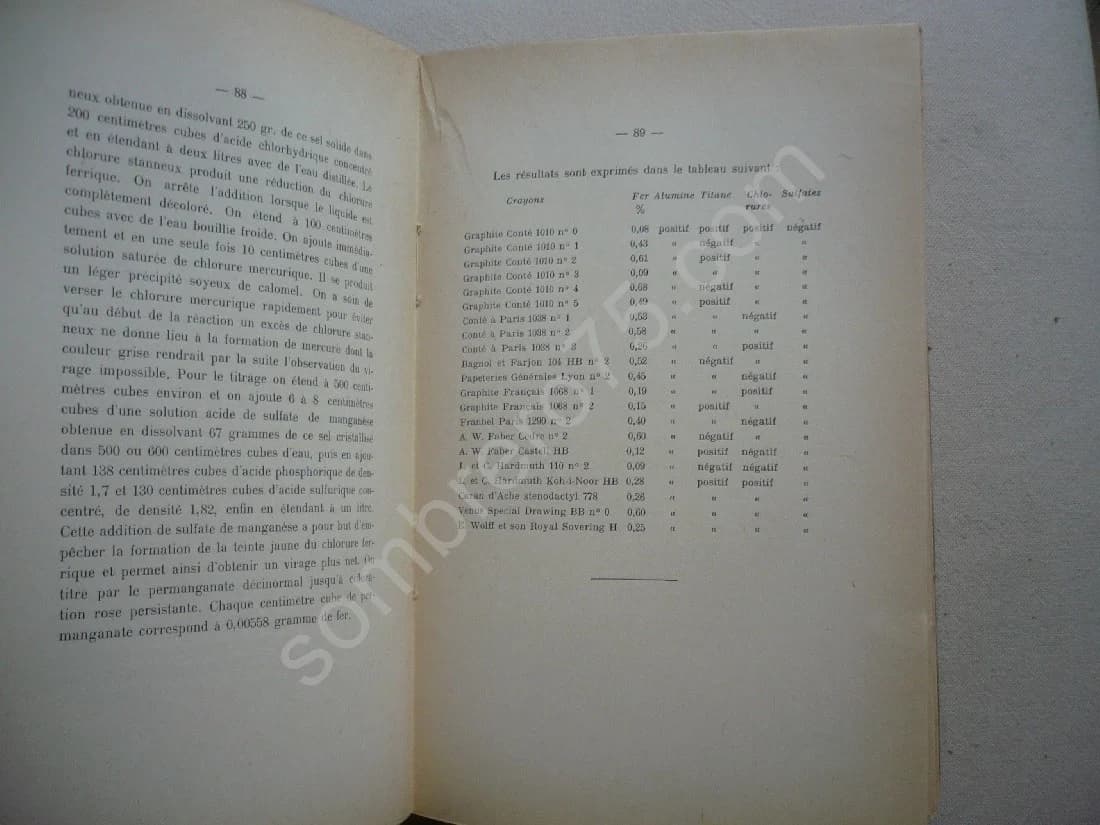 — 88 —
neux obtenue en dissolvant 250 gr. de ce sel solide dans
200 centimètres cubes d'acide chlorhydrique concentré
et en étendant à deux litres avec de l'eau distillée. Le
chlorure stanneux produit une réduction du chlorure
ferrique. On arrête l'addition lorsque le liquide est
complètement décoloré. On étend à 100 centimètres
cubes avec de l'eau bouillie froide. On ajoute immédia-
tement et en une seule fois 10 centimètres cubes d'une
solution saturée de chlorure mercurique. Il se produit
un léger précipité soyeux de calomel. On a soin de
verser le chlorure mercurique rapidement pour éviter
qu'au début de la réaction un excès de chlorure stan-
neux ne donne lieu à la formation de mercure dont la
couleur grise rendrait par la suite l'observation du vi-
rage impossible. Pour le titrage on étend à 500 centi-
mètres cubes environ et on ajoute 6 à 8 centimètres
cubes d'une solution acide de sulfate de manganèse
obtenue en dissolvant 67 grammes de ce sel cristallisé
dans 500 ou 600 centimètres cubes d'eau, puis en ajou-
tant 138 centimètres cubes d'acide phosphorique de den-
sité 1,7 et 130 centimètres cubes d'acide sulfurique con-
centré, de densité 1,82, enfin en étendant à un litre.
Cette addition de sulfate de manganèse a pour but d'em-
pêcher la formation de la teinte jaune du chlorure fer-
rique et permet ainsi d'obtenir un virage plus net. On
titre par le permanganate décinormal jusqu'à colora-
tion rose persistante. Chaque centimètre cube de per-
manganate correspond à 0,00558 gramme de fer.
— 89 —
Les résultats sont exprimés dans le tableau suivant :
Crayons Fer % Alumine Titane Chlo-rures Sulfates
Graphite Conté 1010 n° 0 0,08 positif positif positif négatif
Graphite Conté 1010 n° 1 0,43 " négatif " "
Graphite Conté 1010 n° 2 0,61 " positif " "
Graphite Conté 1010 n° 3 0,09 " " " "
Graphite Conté 1010 n° 4 0,68 " négatif " "
Graphite Conté 1010 n° 5 0,49 " positif " "
Conté à Paris 1038 n° 1 0,53 " " négatif "
Conté à Paris 1038 n° 2 0,58 " " " "
Conté à Paris 1038 n° 3 0,26 " " positif "
Bagnol et Farjon 104 HB n° 2 0,52 " négatif " "
Papeteries Générales Lyon n° 2 0,45 " " négatif "
Graphite Français 1068 n° 1 0,19 " " positif "
Graphite Français 1068 n° 2 0,15 " positif " "
Franbel Paris 1290 n° 2 0,40 " " négatif "
A. W. Faber Cedre n° 2 0,60 " négatif " "
A. W. Faber Castell HB 0,12 " positif négatif "
L. et C. Hardmuth 110 n° 2 0,09 " négatif négatif "
L. et C. Hardmuth Koh-i-Noor HB 0,28 " positif positif "
Caran d'Ache stenodactyl 778 0,26 " " " "
Venus Special Drawing BB n° 0 0,60 " " " "
E. Wolff et son Royal Sovering H 0,25 " " " "
sombrero75.com